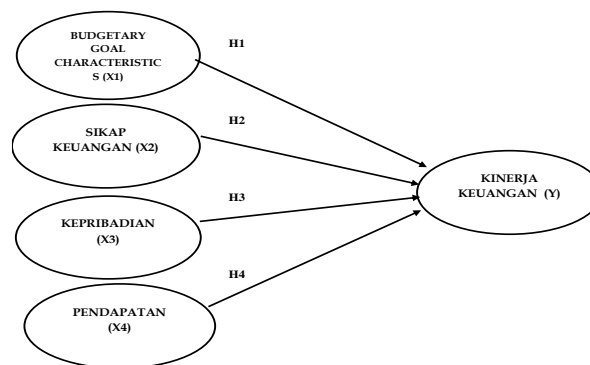 BUDGETARY
GOAL
CHARACTERISTIC
S (X1)
H1
H2
SIKAP
KEUANGAN (X2)
KINERJA
KEUANGAN (Y)
H3
KEPRIBADIAN
(X3)
H4
PENDAPATAN
(X4)